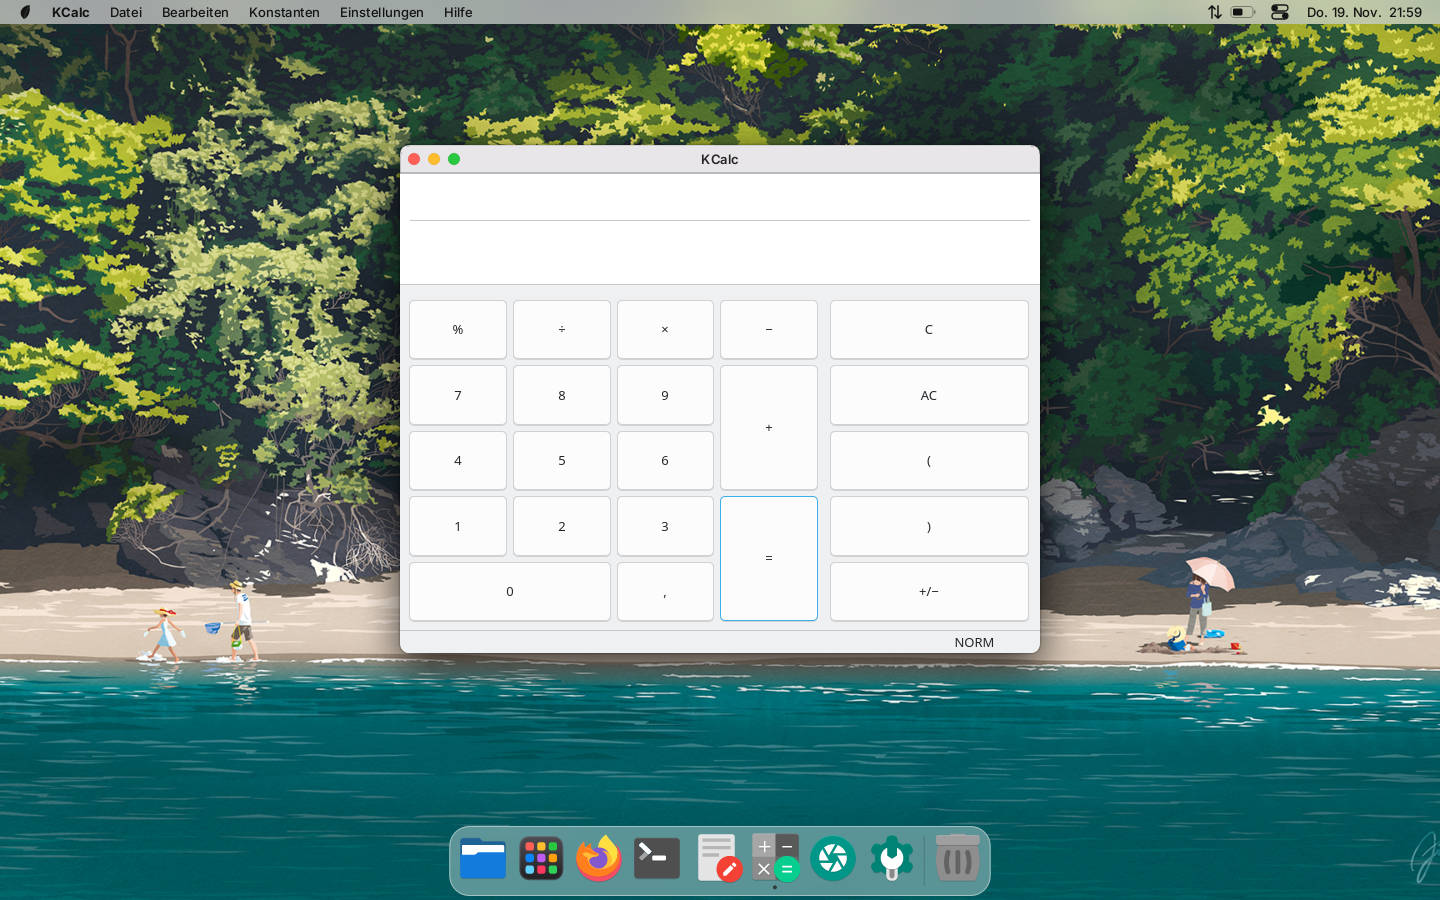 KCalc Datei Bearbeiten Konstanten Einstellungen Hilfe Do. 19. Nov. 21:59
KCalc
% ÷ × − C
7 8 9 + AC
4 5 6 (
1 2 3 = )
0 , +/−
NORM